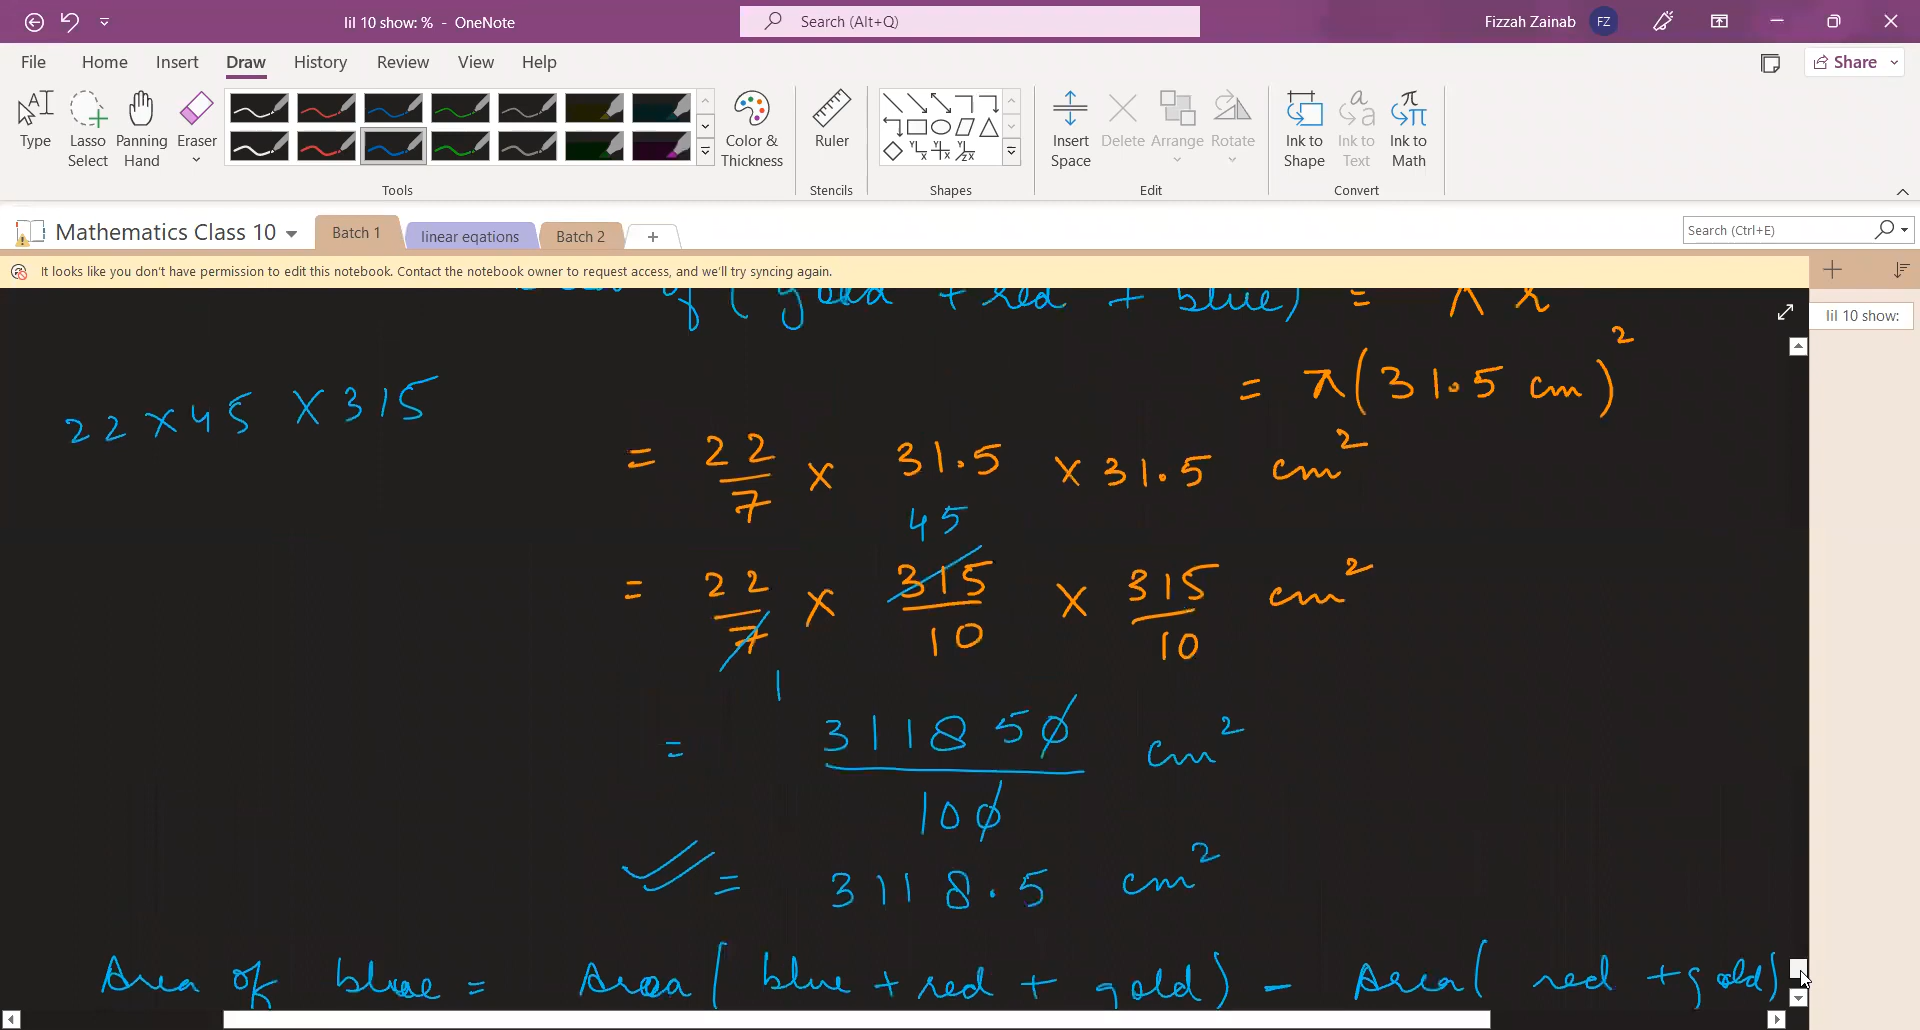 lil 10 show: % - OneNote
Search (Alt+Q)
Fizzah Zainab FZ
File Home Insert Draw History Review View Help
Share
Type Lasso Select Panning Hand Eraser
Color & Thickness
Ruler
Insert Space Delete Arrange Rotate
Ink to Shape Ink to Text Ink to Math
Tools Stencils Shapes Edit Convert
Mathematics Class 10 Batch 1 linear eqations Batch 2 +
Search (Ctrl+E)
It looks like you don't have permission to edit this notebook. Contact the notebook owner to request access, and we'll try syncing again.
lil 10 show:
of (gold + red + blue) = π r
= π(31.5 cm)²
22 × 45 × 315
= 22/7 × 31.5 × 31.5 cm²
45
= 22/7 × 315/10 × 315/10 cm²
1
= 311850/100 cm²
= 3118.5 cm²
Area of blue = Area (blue + red + gold) - Area (red + gold)